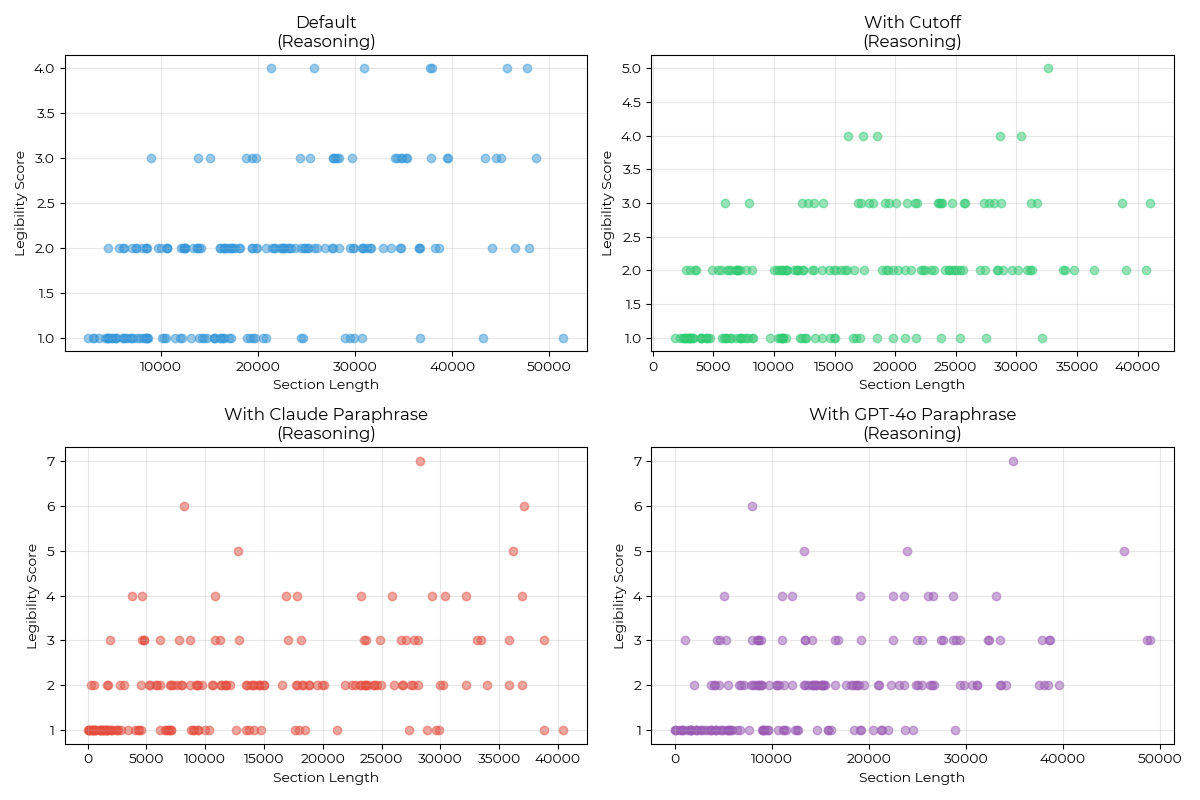 Default
(Reasoning)
4.0
3.5
3.0
2.5
2.0
1.5
1.0
Legibility Score
10000 20000 30000 40000 50000
Section Length
With Cutoff
(Reasoning)
5.0
4.5
4.0
3.5
3.0
2.5
2.0
1.5
1.0
Legibility Score
0 5000 10000 15000 20000 25000 30000 35000 40000
Section Length
With Claude Paraphrase
(Reasoning)
7
6
5
4
3
2
1
Legibility Score
0 5000 10000 15000 20000 25000 30000 35000 40000
Section Length
With GPT-4o Paraphrase
(Reasoning)
7
6
5
4
3
2
1
Legibility Score
0 10000 20000 30000 40000 50000
Section Length